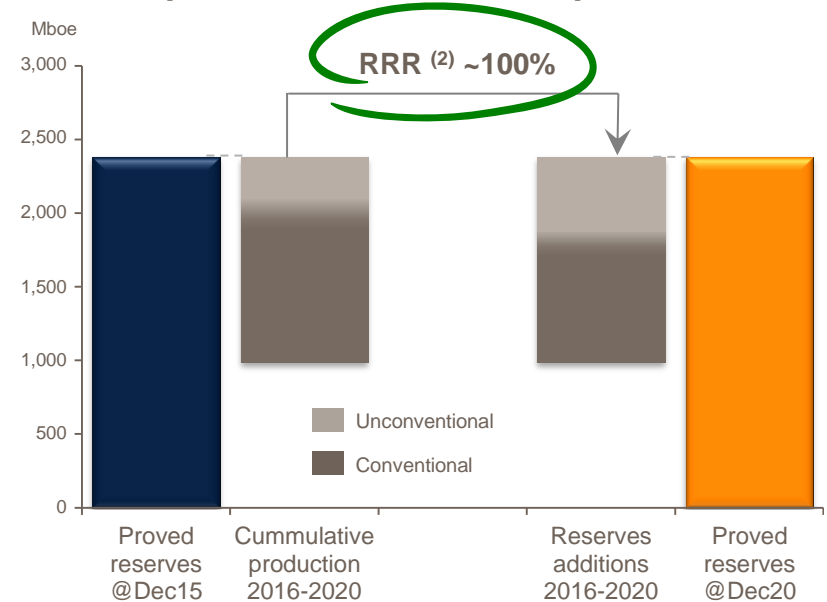 Mboe
RRR (2) ~100%
3,000
2,500
2,000
1,500
1,000
500
0
Unconventional
Conventional
Proved
reserves
@Dec15
Cummulative
production
2016-2020
Reserves
additions
2016-2020
Proved
reserves
@Dec20